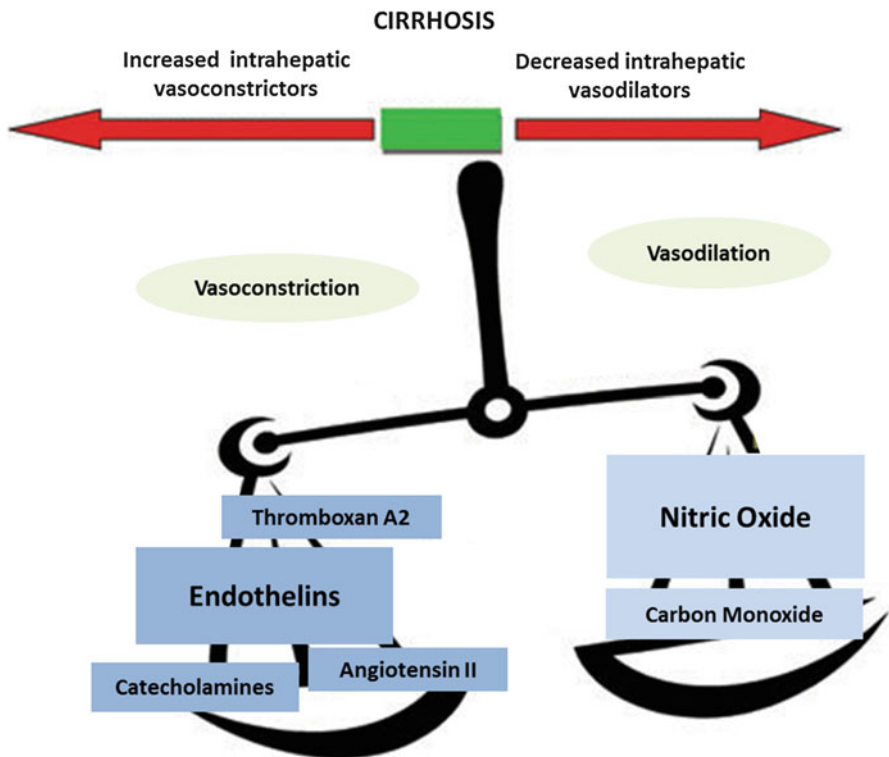 CIRRHOSIS
Increased intrahepatic
vasoconstrictors
Decreased intrahepatic
vasodilators
Vasoconstriction
Vasodilation
Thromboxan A2
Endothelins
Catecholamines
Angiotensin II
Nitric Oxide
Carbon Monoxide